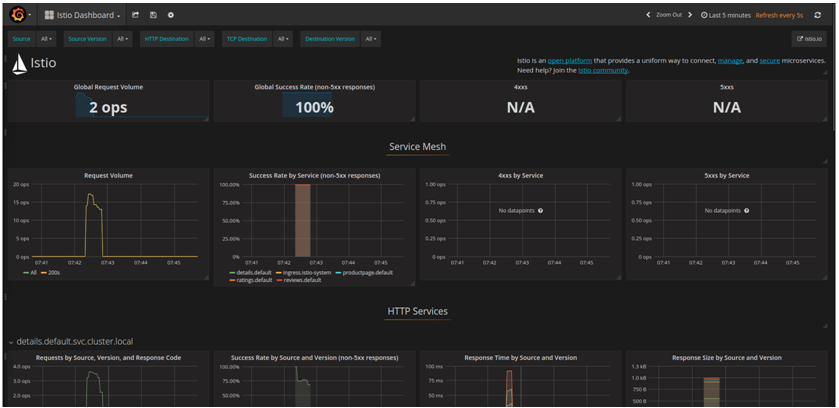 Istio Dashboard
Zoom Out
Last 5 minutes
Refresh every 5s
Source
All
Source Version
All
HTTP Destination
All
TCP Destination
All
Destination Version
All
istio.io
Istio
Istio is an open platform that provides a uniform way to connect, manage, and secure microservices.
Need help? Join the Istio community.
Global Request Volume
2 ops
Global Success Rate (non-5xx responses)
100%
4xxs
N/A
5xxs
N/A
Service Mesh
Request Volume
20 ops
15 ops
10 ops
5 ops
0 ops
07:41 07:42 07:43 07:44 07:45
All 200s
Success Rate by Service (non-5xx responses)
100.00%
75.00%
50.00%
25.00%
0%
07:41 07:42 07:43 07:44 07:45
details.default ingress.istio-system productpage.default
ratings.default reviews.default
4xxs by Service
1.00 ops
0.75 ops
0.50 ops
0.25 ops
0 ops
No datapoints
07:41 07:42 07:43 07:44 07:45
5xxs by Service
1.00 ops
0.75 ops
0.50 ops
0.25 ops
0 ops
No datapoints
07:41 07:42 07:43 07:44 07:45
HTTP Services
details.default.svc.cluster.local
Requests by Source, Version, and Response Code
4.0 ops
3.0 ops
2.0 ops
Success Rate by Source and Version (non-5xx responses)
100.00%
75.00%
50.00%
Response Time by Source and Version
100 ms
75 ms
50 ms
Response Size by Source and Version
1.3 kB
1.0 kB
750 B
500 B